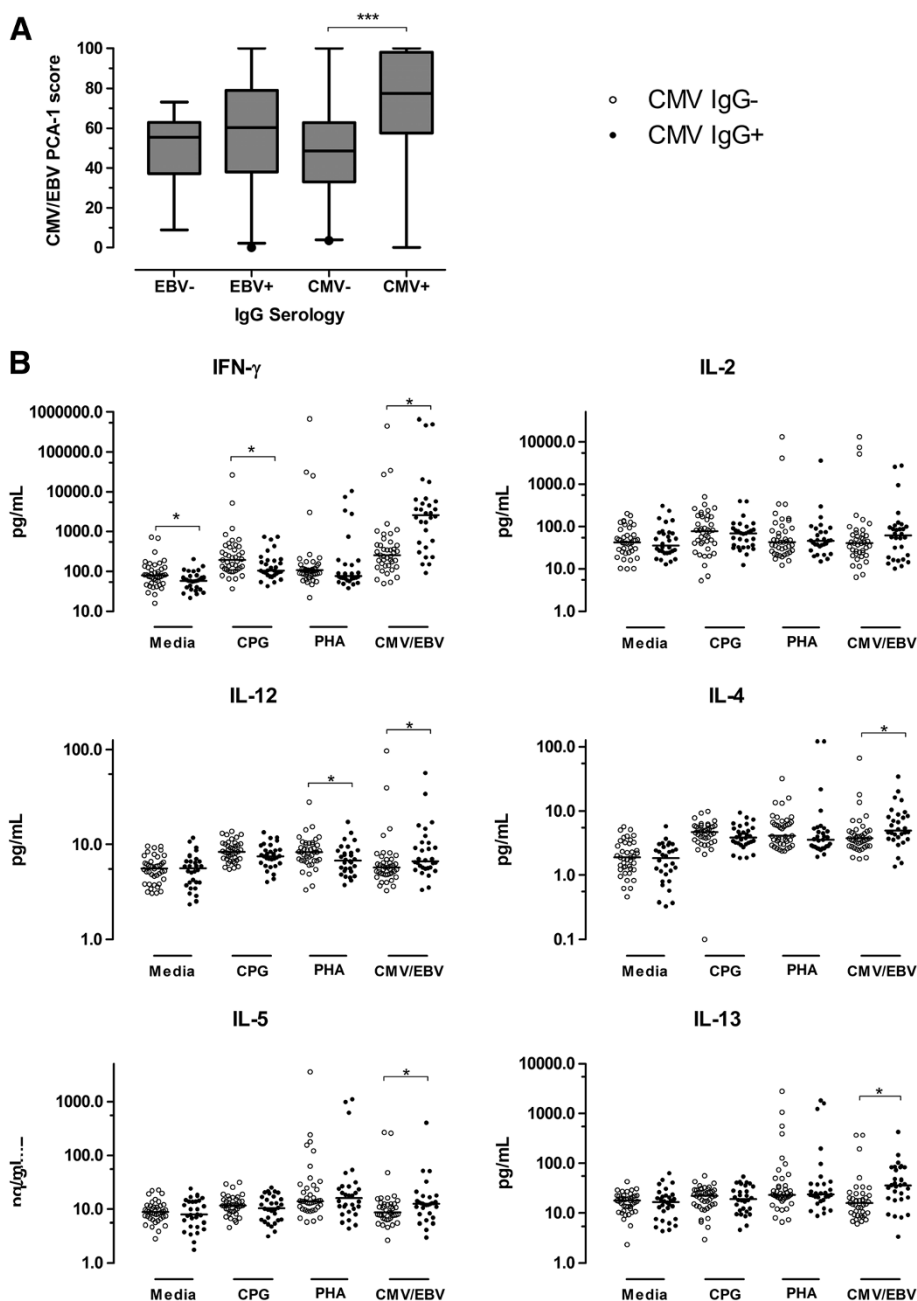 A
***
CMV/EBV PCA-1 score
100
80
60
40
20
0
EBV-
EBV+
CMV-
CMV+
IgG Serology
CMV IgG-
CMV IgG+
B
IFN-γ
pg/mL
1000000.0
100000.0
10000.0
1000.0
100.0
10.0
*
*
*
Media
CPG
PHA
CMV/EBV
IL-2
pg/mL
10000.0
1000.0
100.0
10.0
1.0
Media
CPG
PHA
CMV/EBV
IL-12
pg/mL
100.0
10.0
1.0
*
*
Media
CPG
PHA
CMV/EBV
IL-4
pg/mL
100.0
10.0
1.0
0.1
*
Media
CPG
PHA
CMV/EBV
IL-5
1000.0
100.0
10.0
1.0
*
Media
CPG
PHA
CMV/EBV
IL-13
pg/mL
10000.0
1000.0
100.0
10.0
1.0
*
Media
CPG
PHA
CMV/EBV